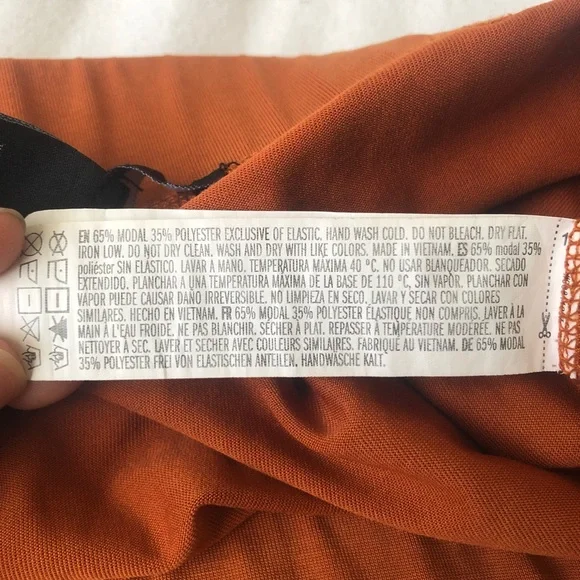 EN 65% MODAL 35% POLYESTER EXCLUSIVE OF ELASTIC. HAND WASH COLD. DO NOT BLEACH. DRY FLAT.
IRON LOW. DO NOT DRY CLEAN. WASH AND DRY WITH LIKE COLORS. MADE IN VIETNAM. ES 65% modal 35%
poliéster SIN ELÁSTICO. LAVAR A MANO. TEMPERATURA MÁXIMA 40 °C. NO USAR BLANQUEADOR. SECADO
EXTENDIDO. PLANCHAR A UNA TEMPERATURA MÁXIMA DE LA BASE DE 110 °C, SIN VAPOR. PLANCHAR CON
VAPOR PUEDE CAUSAR DAÑO IRREVERSIBLE. NO LIMPIEZA EN SECO. LAVAR Y SECAR CON COLORES
SIMILARES. HECHO EN VIETNAM. FR 65% MODAL 35% POLYESTER ÉLASTIQUE NON COMPRIS. LAVER À LA
MAIN À L'EAU FROIDE. NE PAS BLANCHIR. SÉCHER À PLAT. REPASSER À TEMPÉRATURE MODÉRÉE. NE PAS
NETTOYER À SEC. LAVER ET SECHER AVEC COULEURS SIMILAIRES. FABRIQUÉ AU VIETNAM. DE 65% MODAL
35% POLYESTER FREI VON ELASTISCHEN ANTEILEN. HANDWÄSCHE KALT.